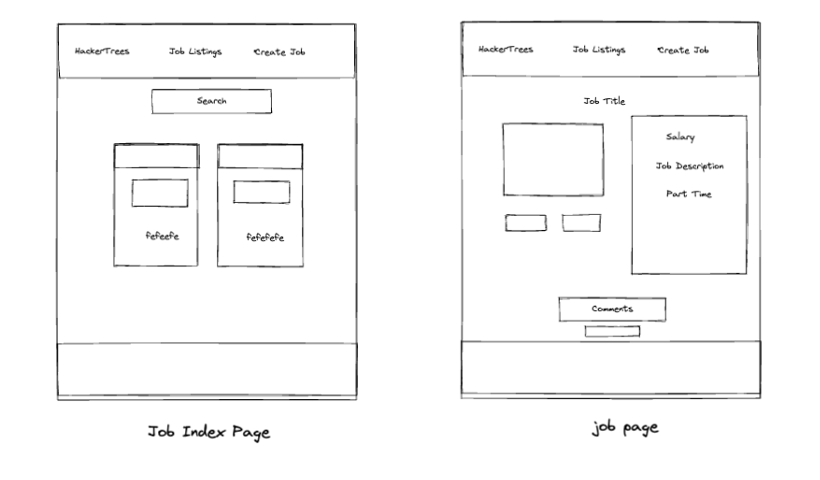 HackerTrees Job Listings Create Job
Search
fefeefe
fefefefe
Job Index Page
HackerTrees Job Listings Create Job
Job Title
Salary
Job Description
Part Time
Comments
job page